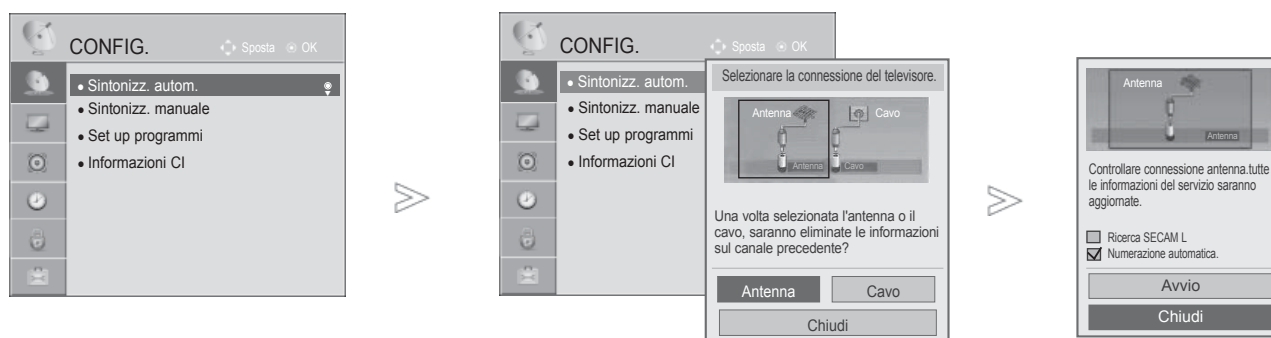 CONFIG.
Sposta OK
• Sintonizz. autom.
• Sintonizz. manuale
• Set up programmi
• Informazioni CI
CONFIG.
Sposta OK
• Sintonizz. autom.
• Sintonizz. manuale
• Set up programmi
• Informazioni CI
Selezionare la connessione del televisore.
Antenna
Cavo
Antenna
Cavo
Una volta selezionata l'antenna o il
cavo, saranno eliminate le informazioni
sul canale precedente?
Antenna
Cavo
Chiudi
Antenna
Antenna
Controllare connessione antenna.tutte
le informazioni del servizio saranno
aggiornate.
Ricerca SECAM L
Numerazione automatica.
Avvio
Chiudi